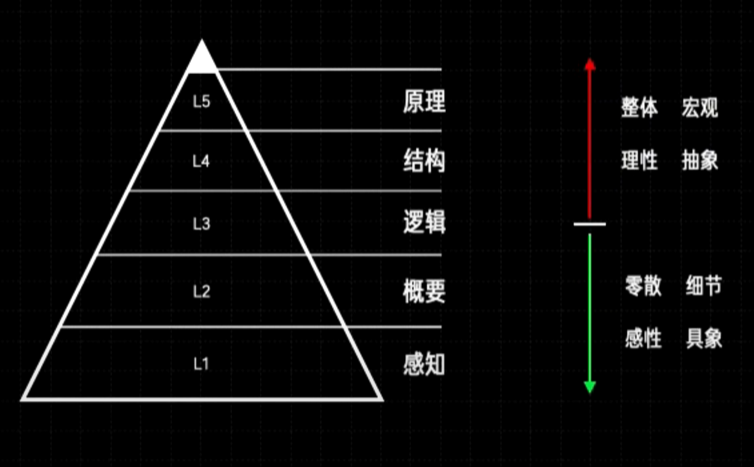 L5 原理
L4 结构
L3 逻辑
L2 概要
L1 感知
整体 宏观
理性 抽象
零散 细节
感性 具象